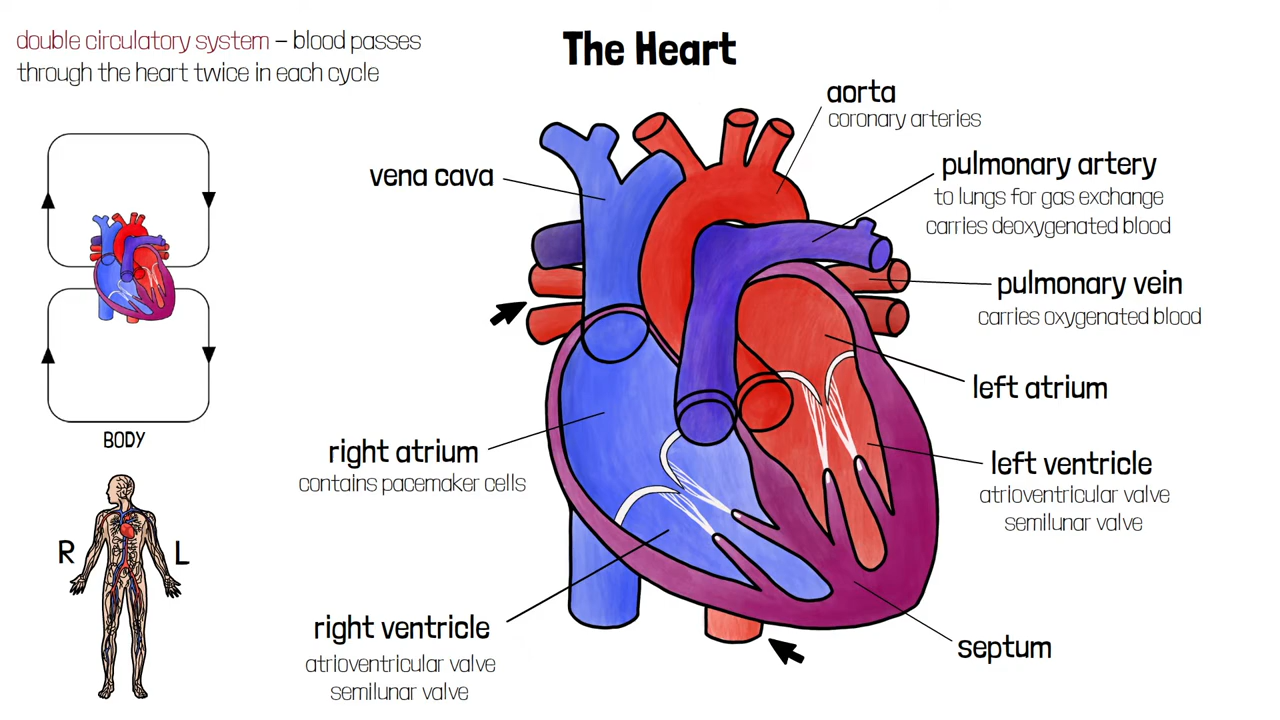 double circulatory system – blood passes
through the heart twice in each cycle
The Heart
aorta
coronary arteries
pulmonary artery
to lungs for gas exchange
carries deoxygenated blood
vena cava
pulmonary vein
carries oxygenated blood
left atrium
right atrium
contains pacemaker cells
left ventricle
atrioventricular valve
semilunar valve
BODY
R
L
right ventricle
atrioventricular valve
semilunar valve
septum